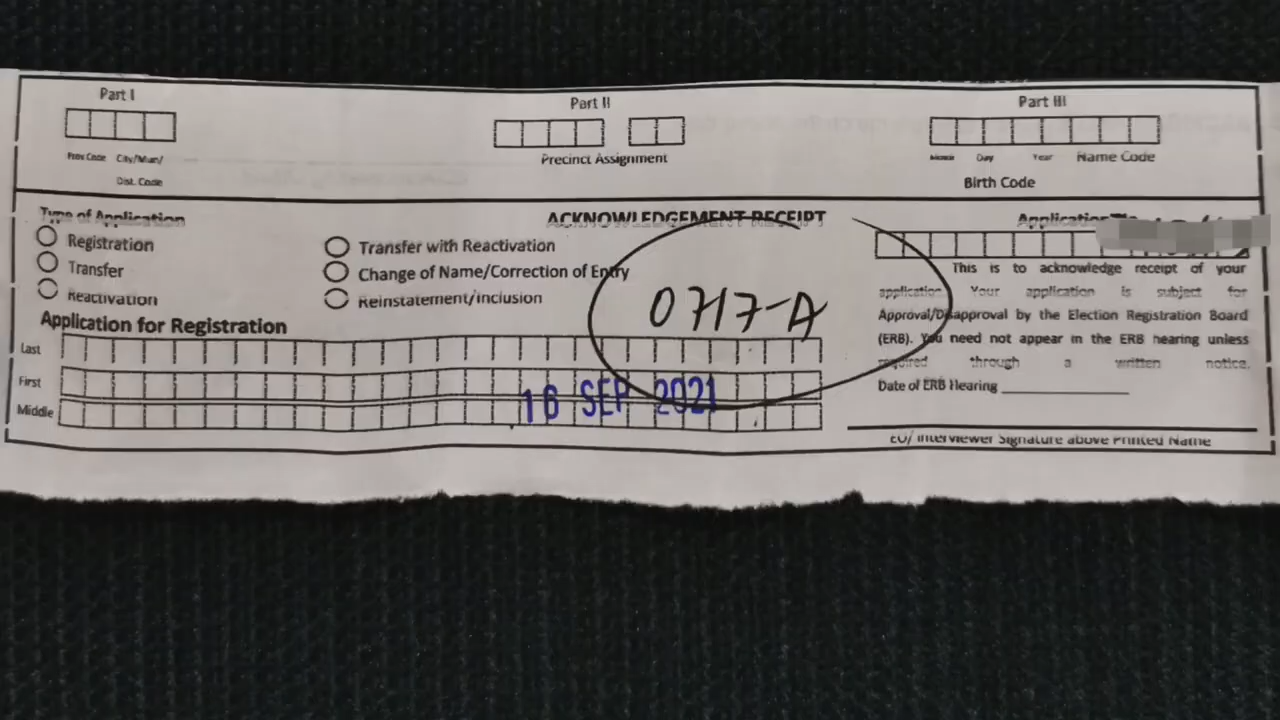 Part I
Part II
Part III
Prov Code City/Mun/
Dist. Code
Precinct Assignment
Month Day Year Name Code
Birth Code
Type of Application
ACKNOWLEDGEMENT RECEIPT
Application
Registration
Transfer
Reactivation
Transfer with Reactivation
Change of Name/Correction of Entry
Reinstatement/inclusion
0717-A
This is to acknowledge receipt of your
application. Your application is subject for
Approval/Disapproval by the Election Registration Board
(ERB). You need not appear in the ERB hearing unless
required through a written notice.
Date of ERB Hearing
Application for Registration
Last
First
Middle
16 SEP 2021
EO/ Interviewer Signature above Printed Name